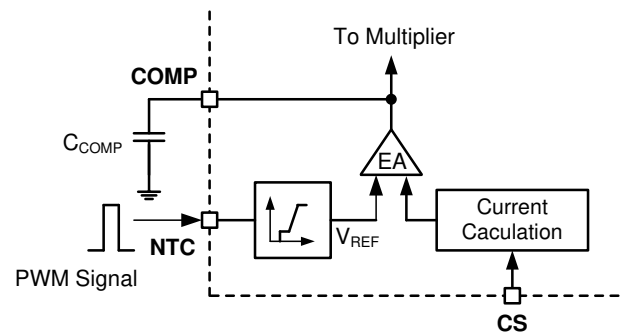 To Multiplier
COMP
C_COMP
EA
Current
Caculation
V_REF
NTC
PWM Signal
CS